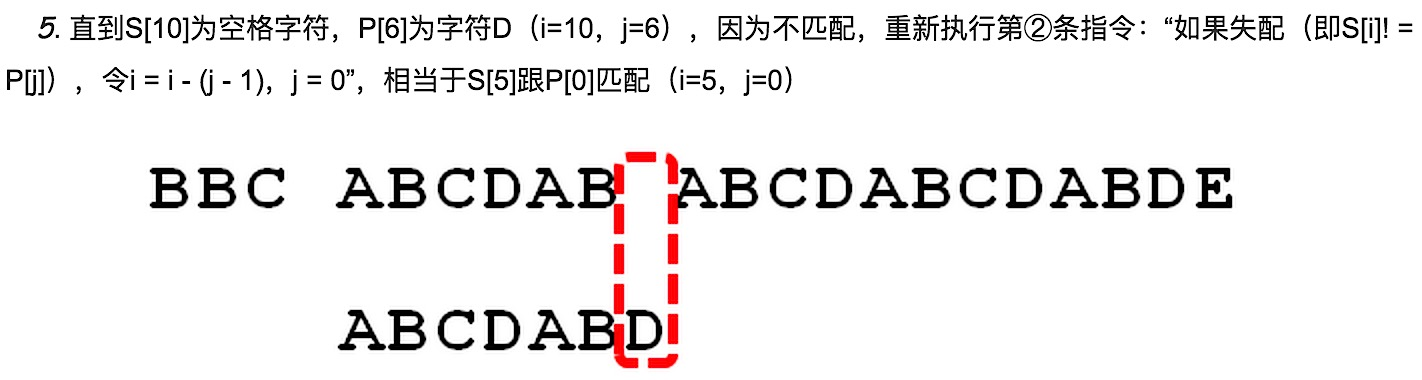 5. 直到S[10]为空格字符，P[6]为字符D（i=10，j=6），因为不匹配，重新执行第②条指令：“如果失配（即S[i]! =
P[j]），令i = i - (j - 1)，j = 0”，相当于S[5]跟P[0]匹配（i=5，j=0）
BBC ABCDAB ABCDABCDABDE
ABCDABD